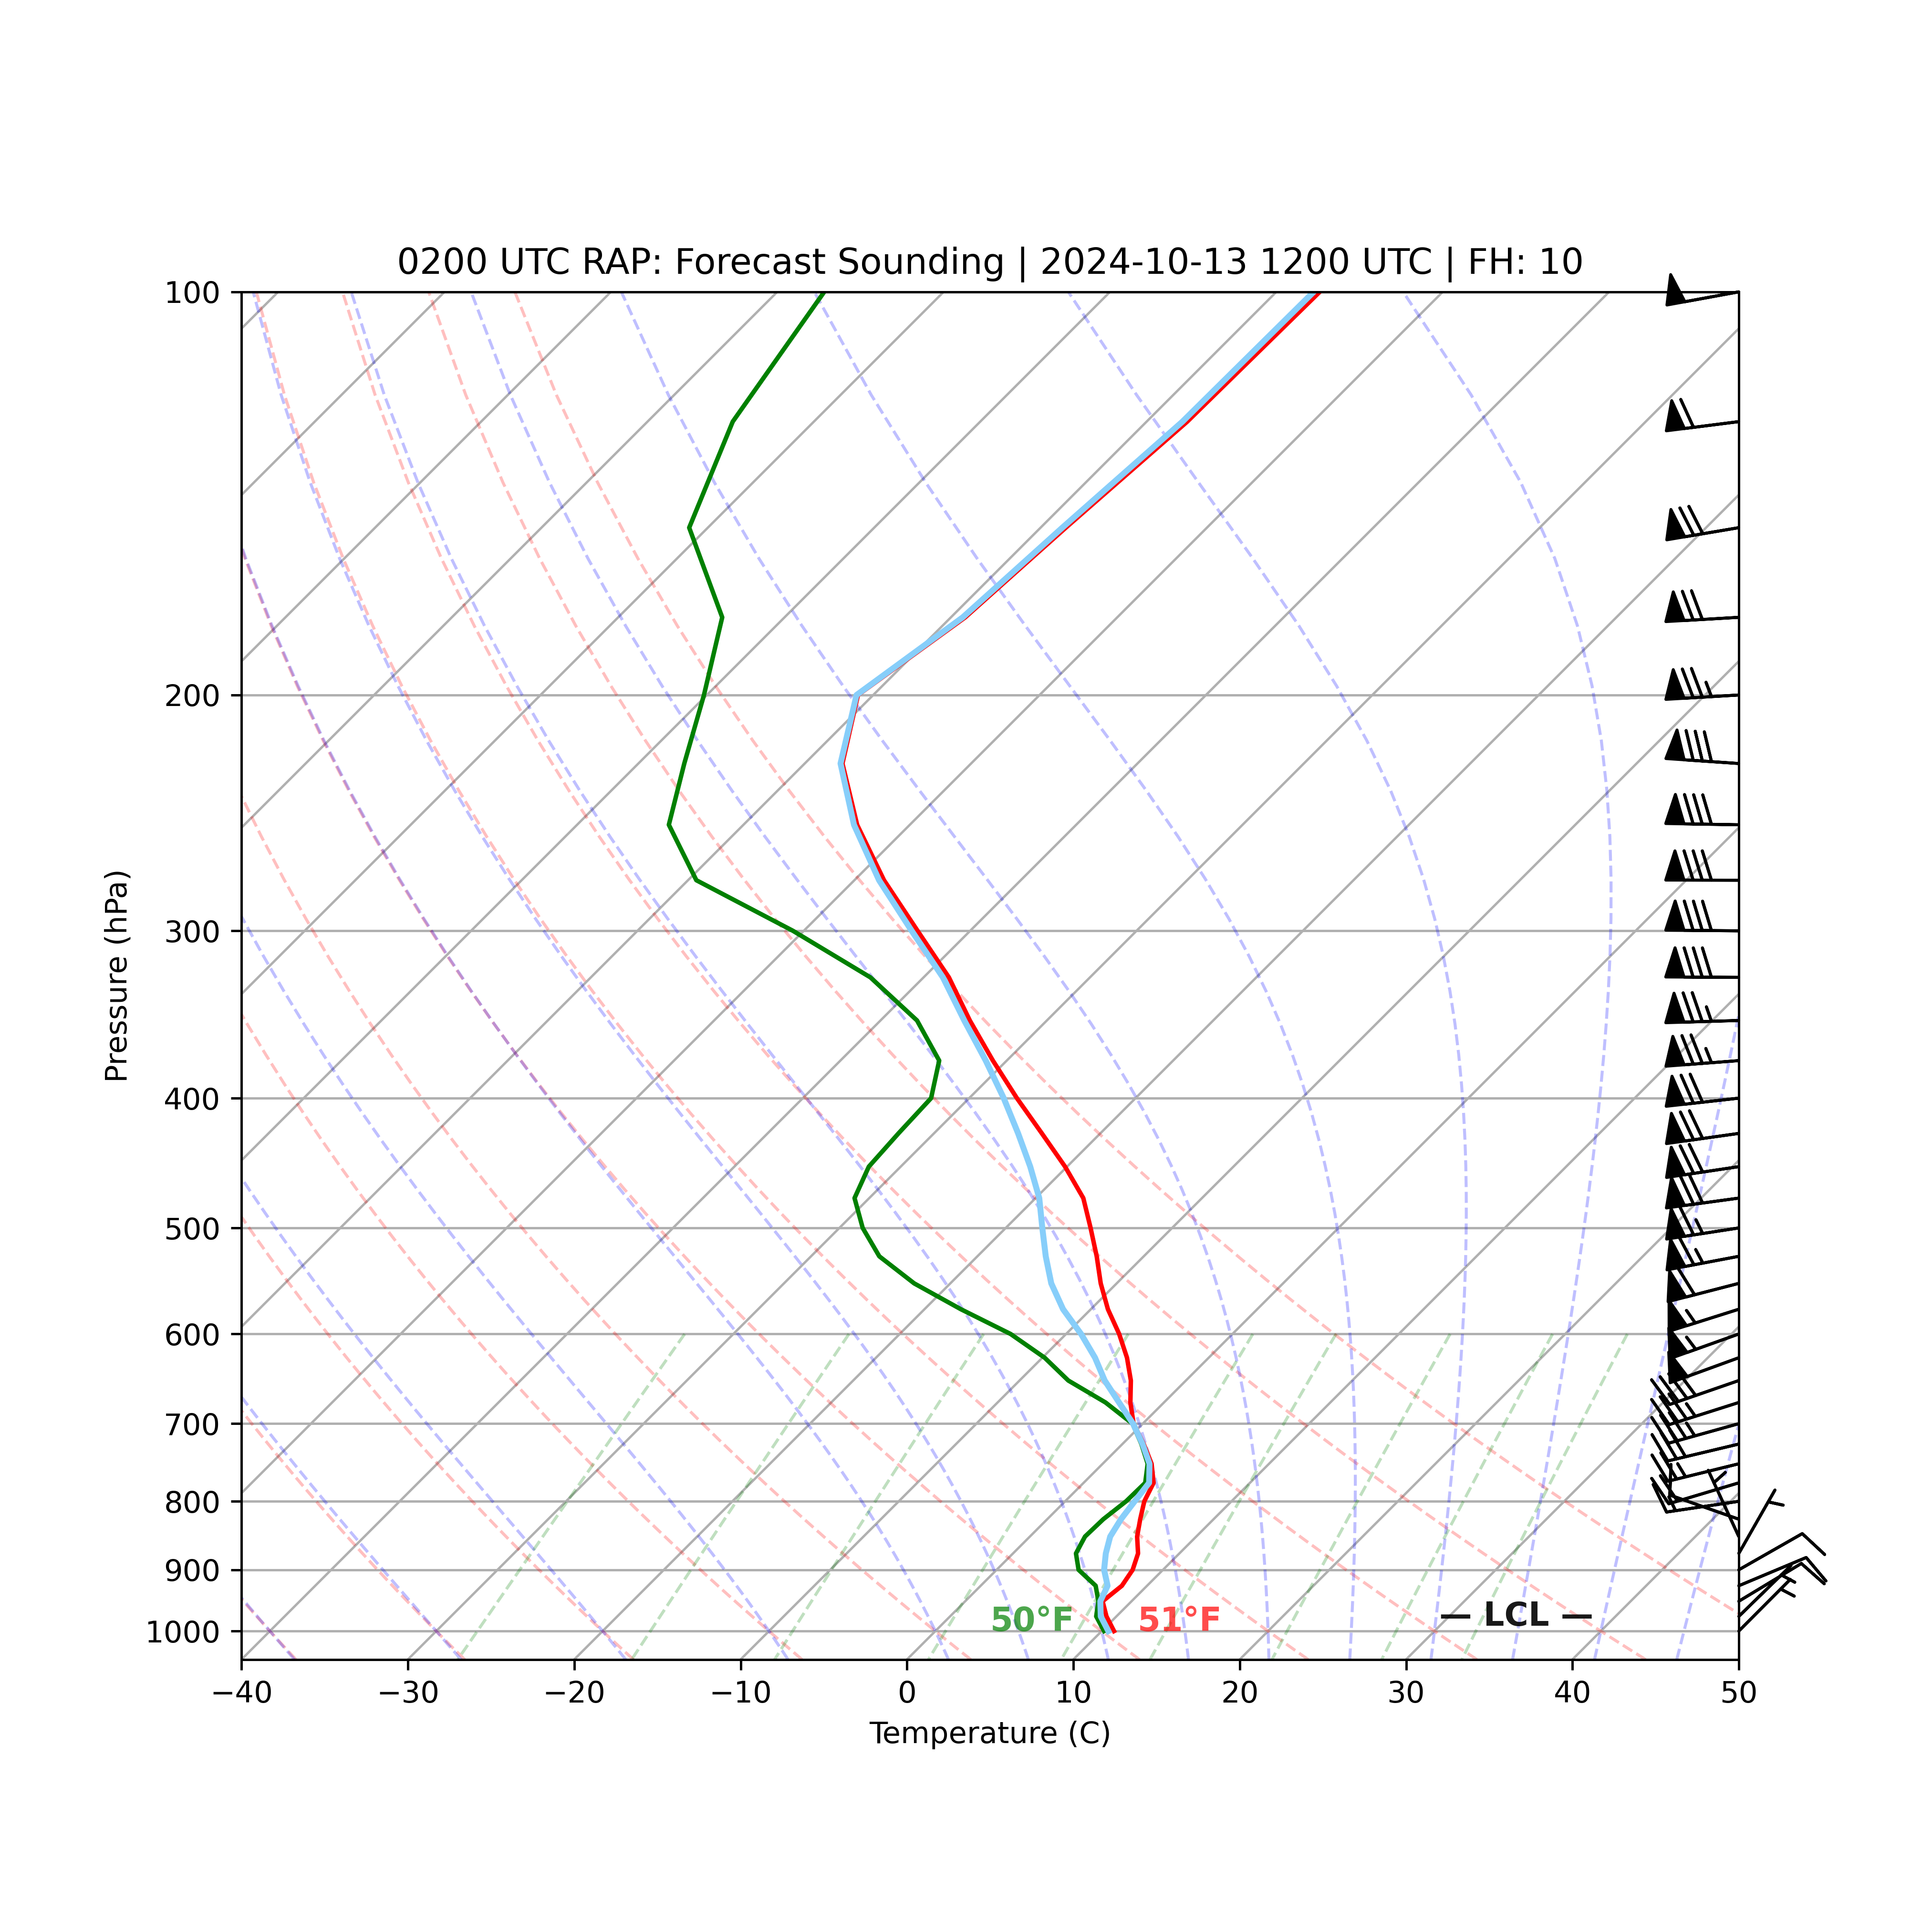 0200 UTC RAP: Forecast Sounding | 2024-10-13 1200 UTC | FH: 10
100
200
300
400
500
600
700
800
900
1000
Pressure (hPa)
50°F 51°F — LCL —
−40 −30 −20 −10 0 10 20 30 40 50
Temperature (C)